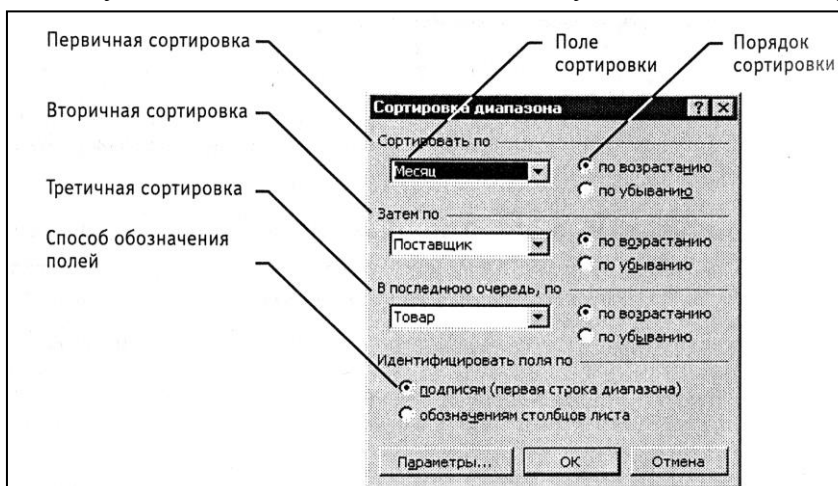 Первичная сортировка
Поле
сортировки
Порядок
сортировки
Вторичная сортировка
Третичная сортировка
Способ обозначения
полей
Сортировка диапазона
Сортировать по
Месяц
по возрастанию
по убыванию
Затем по
Поставщик
по возрастанию
по убыванию
В последнюю очередь, по
Товар
по возрастанию
по убыванию
Идентифицировать поля по
подписям (первая строка диапазона)
обозначениям столбцов листа
Параметры... ОК Отмена